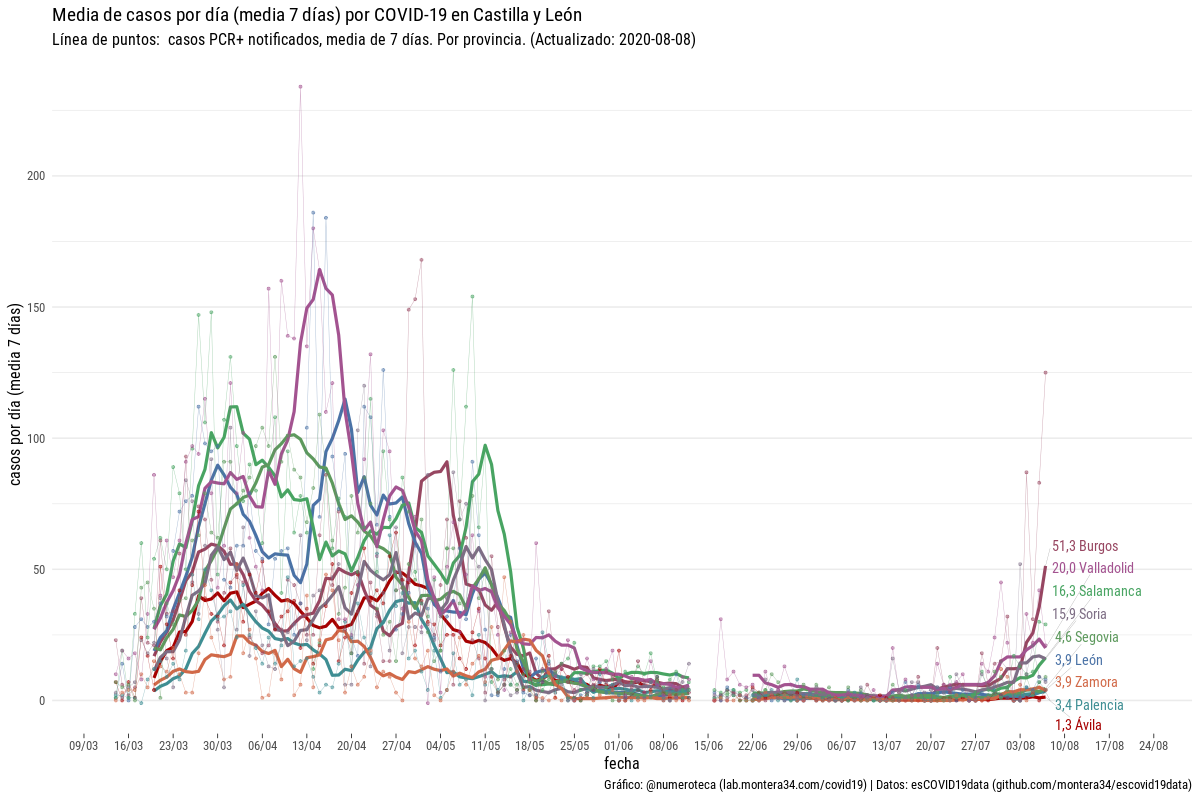 Media de casos por día (media 7 días) por COVID-19 en Castilla y León
Línea de puntos:  casos PCR+ notificados, media de 7 días. Por provincia. (Actualizado: 2020-08-08)
casos por día (media 7 días)
200
150
100
50
0
51,3 Burgos
20,0 Valladolid
16,3 Salamanca
15,9 Soria
4,6 Segovia
3,9 León
3,9 Zamora
3,4 Palencia
1,3 Ávila
09/03 16/03 23/03 30/03 06/04 13/04 20/04 27/04 04/05 11/05 18/05 25/05 01/06 08/06 15/06 22/06 29/06 06/07 13/07 20/07 27/07 03/08 10/08 17/08 24/08
fecha
Gráfico: @numeroteca (lab.montera34.com/covid19) | Datos: esCOVID19data (github.com/montera34/escovid19data)